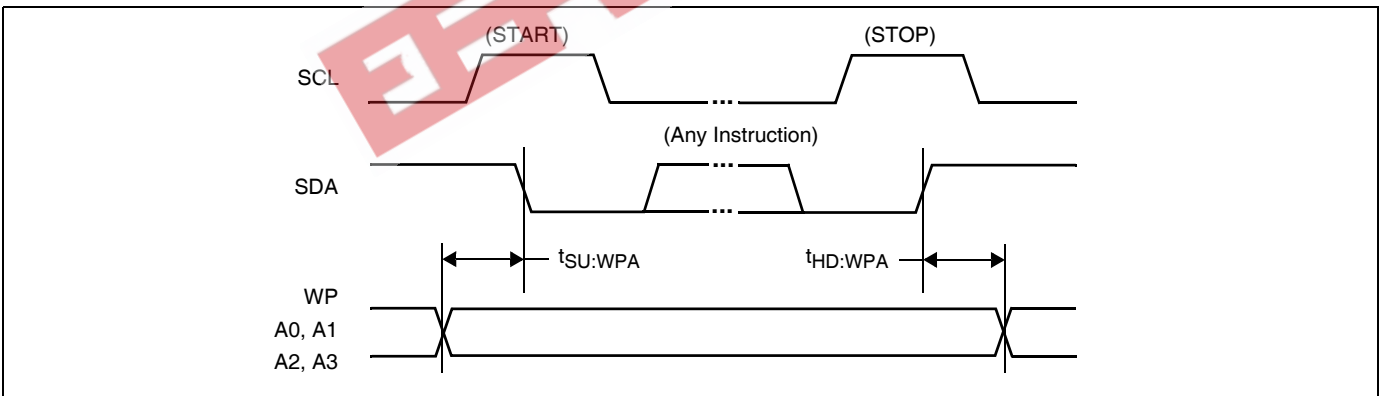 (START)
(STOP)
SCL
...
(Any Instruction)
...
SDA
...
tSU:WPA
tHD:WPA
WP
A0, A1
A2, A3